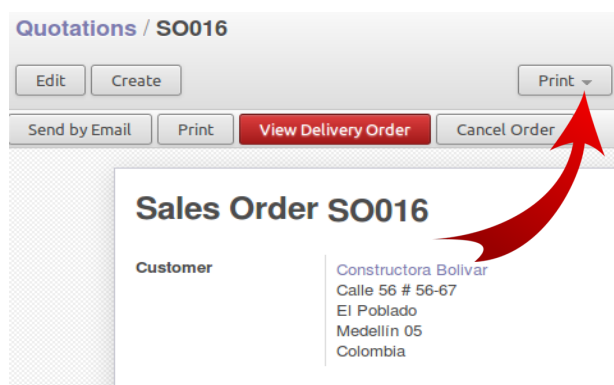 Quotations / SO016
Edit Create Print
Send by Email Print View Delivery Order Cancel Order
Sales Order SO016
Customer Constructora Bolivar
Calle 56 # 56-67
El Poblado
Medellín 05
Colombia